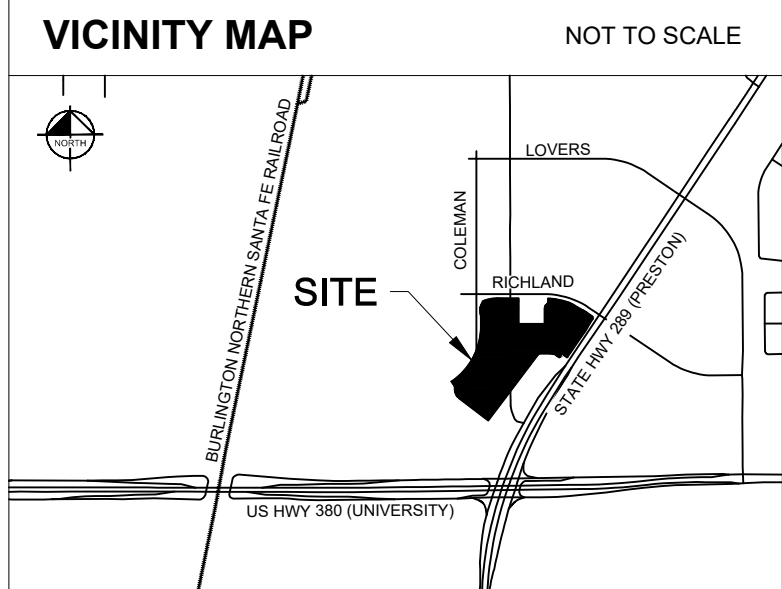 VICINITY MAP
NOT TO SCALE
NORTH
BURLINGTON NORTHERN SANTA FE RAILROAD
LOVERS
COLEMAN
RICHLAND
SITE
STATE HWY 289 (PRESTON)
US HWY 380 (UNIVERSITY)